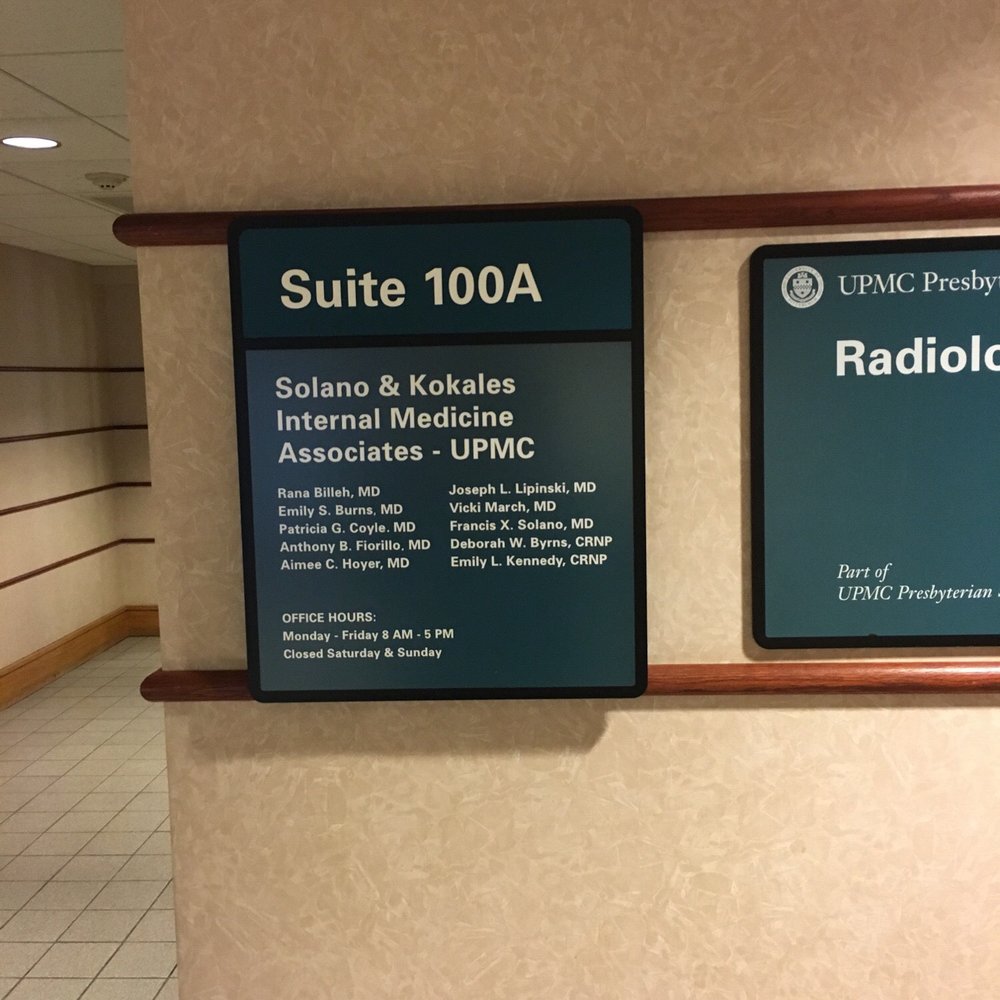 Suite 100A
Solano & Kokales
Internal Medicine
Associates - UPMC
Rana Billeh, MD
Emily S. Burns, MD
Patricia G. Coyle. MD
Anthony B. Fiorillo, MD
Aimee C. Hoyer, MD
Joseph L. Lipinski, MD
Vicki March, MD
Francis X. Solano, MD
Deborah W. Byrns, CRNP
Emily L. Kennedy, CRNP
OFFICE HOURS:
Monday - Friday 8 AM - 5 PM
Closed Saturday & Sunday
UPMC Presby
Radiolo
Part of
UPMC Presbyterian